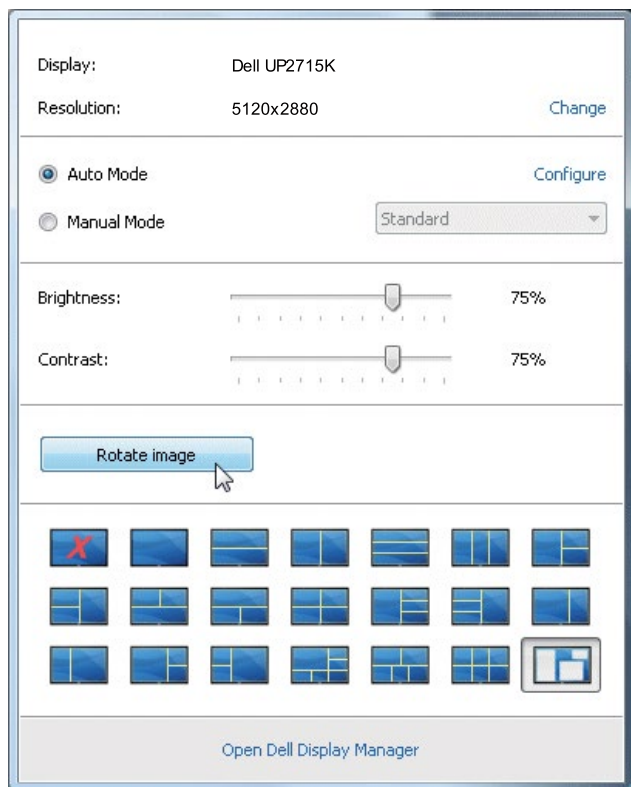 Display: Dell UP2715K
Resolution: 5120x2880 Change
Auto Mode Configure
Manual Mode Standard
Brightness: 75%
Contrast: 75%
Rotate image
Open Dell Display Manager